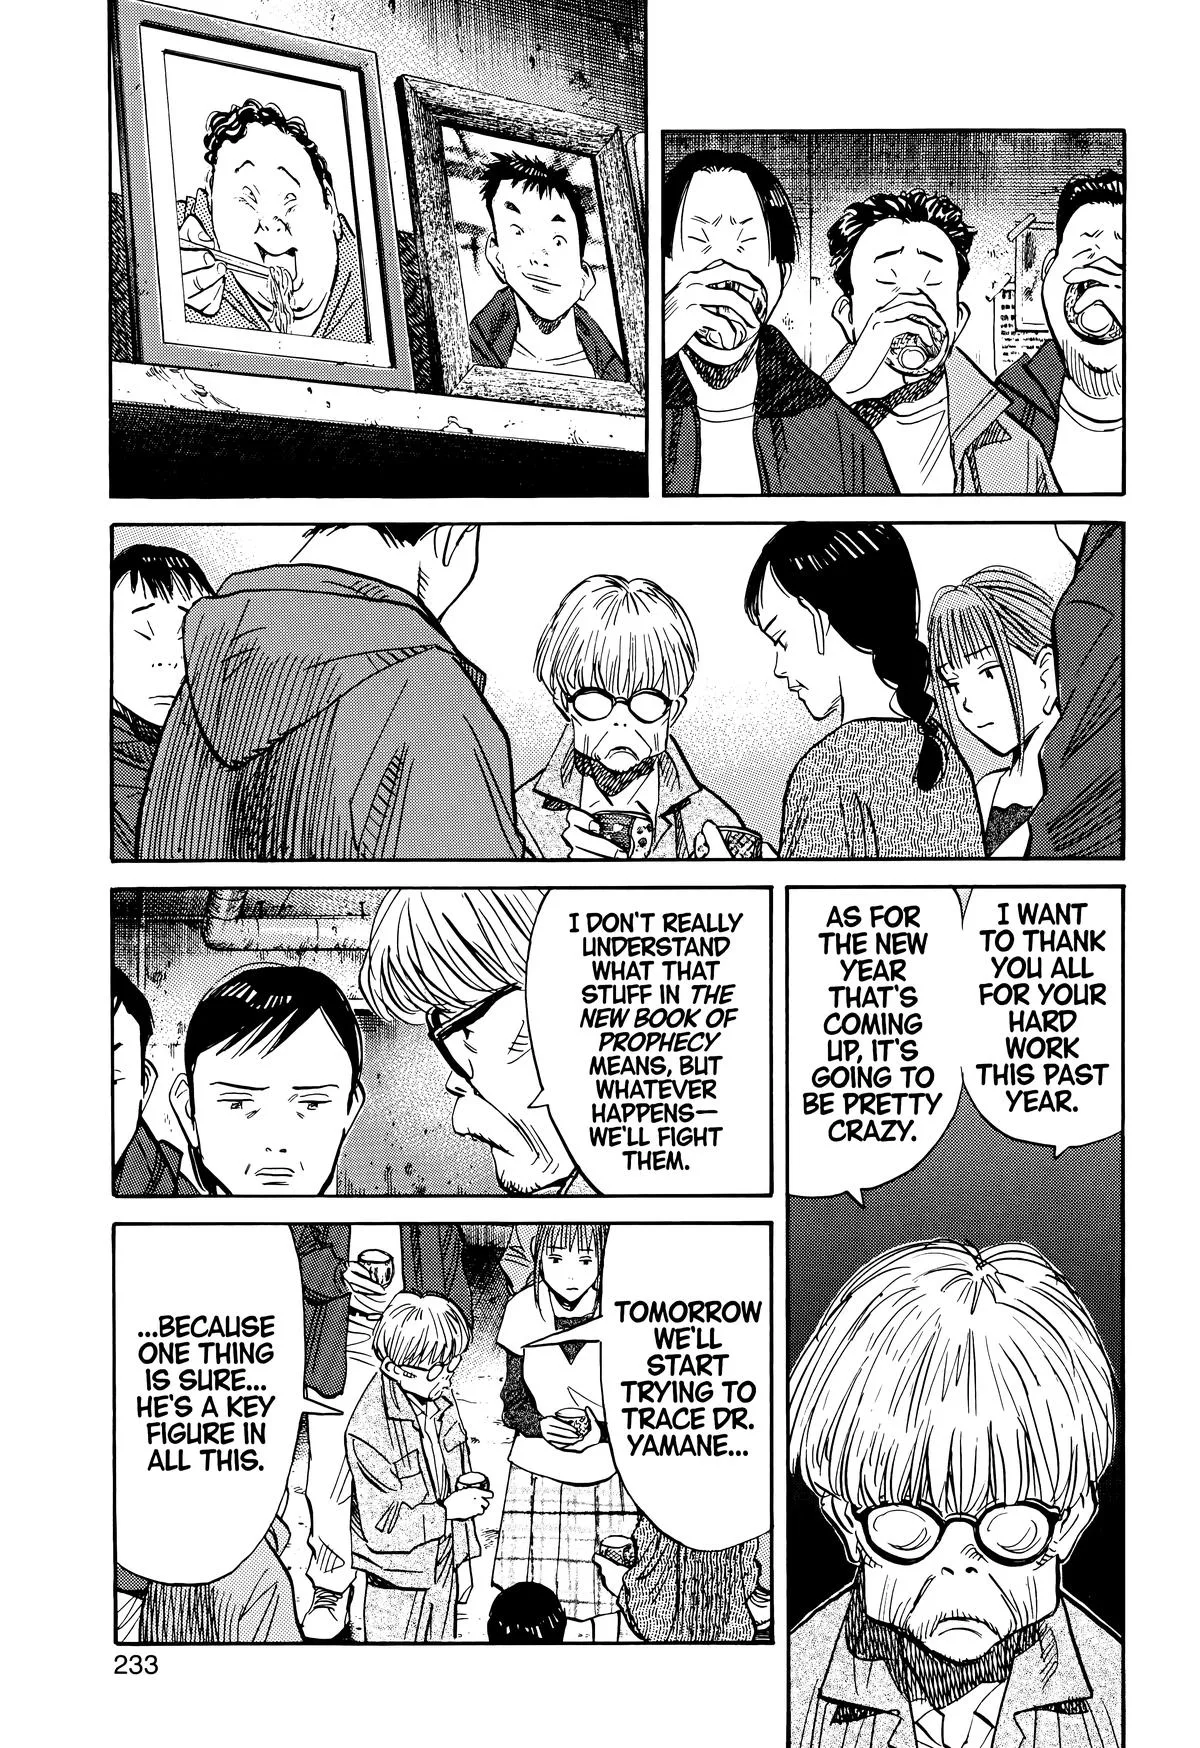 I WANT
TO THANK
YOU ALL
FOR YOUR
HARD
WORK
THIS PAST
YEAR.
AS FOR
THE NEW
YEAR
THAT'S
COMING
UP, IT'S
GOING TO
BE PRETTY
CRAZY.
I DON'T REALLY
UNDERSTAND
WHAT THAT
STUFF IN THE
NEW BOOK OF
PROPHECY
MEANS, BUT
WHATEVER
HAPPENS—
WE'LL FIGHT
THEM.
TOMORROW
WE'LL
START
TRYING TO
TRACE DR.
YAMANE...
...BECAUSE
ONE THING
IS SURE...
HE'S A KEY
FIGURE IN
ALL THIS.
233